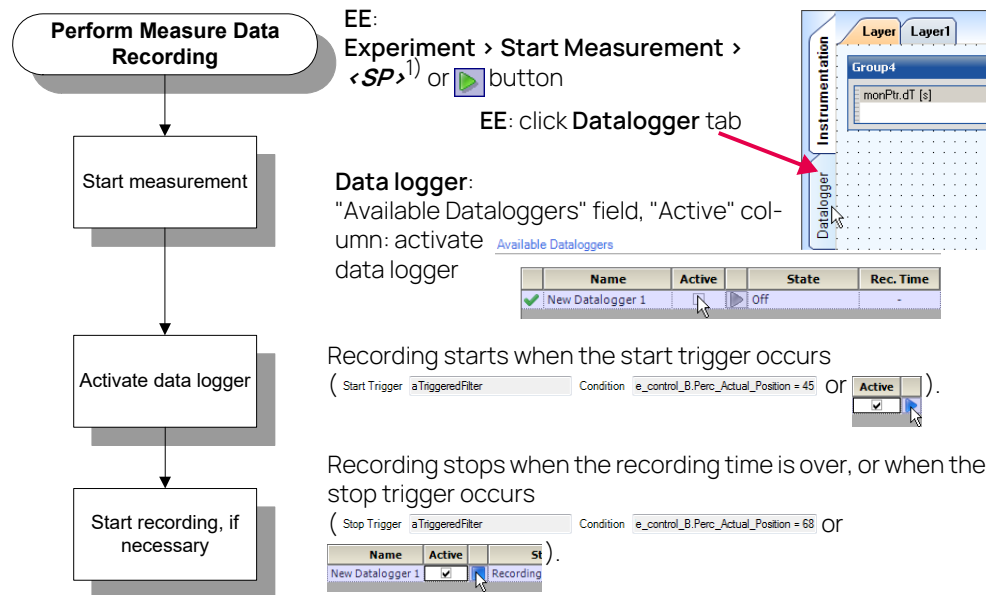 Perform Measure Data
Recording
Start measurement
Activate data logger
Start recording, if
necessary
EE:
Experiment > Start Measurement >
<SP>1) or button
EE: click Datalogger tab
Instrumentation
Datalogger
Layer Layer1
Group4
monPtr.dT [s]
Data logger:
"Available Dataloggers" field, "Active" col-
umn: activate
data logger
Available Dataloggers
Name Active State Rec. Time
New Datalogger 1 Off -
Recording starts when the start trigger occurs
( Start Trigger aTriggeredFilter Condition e_control_B.Perc_Actual_Position = 45 or Active ).
Recording stops when the recording time is over, or when the
stop trigger occurs
( Stop Trigger aTriggeredFilter Condition e_control_B.Perc_Actual_Position = 68 or
Name Active St ).
New Datalogger 1 Recording